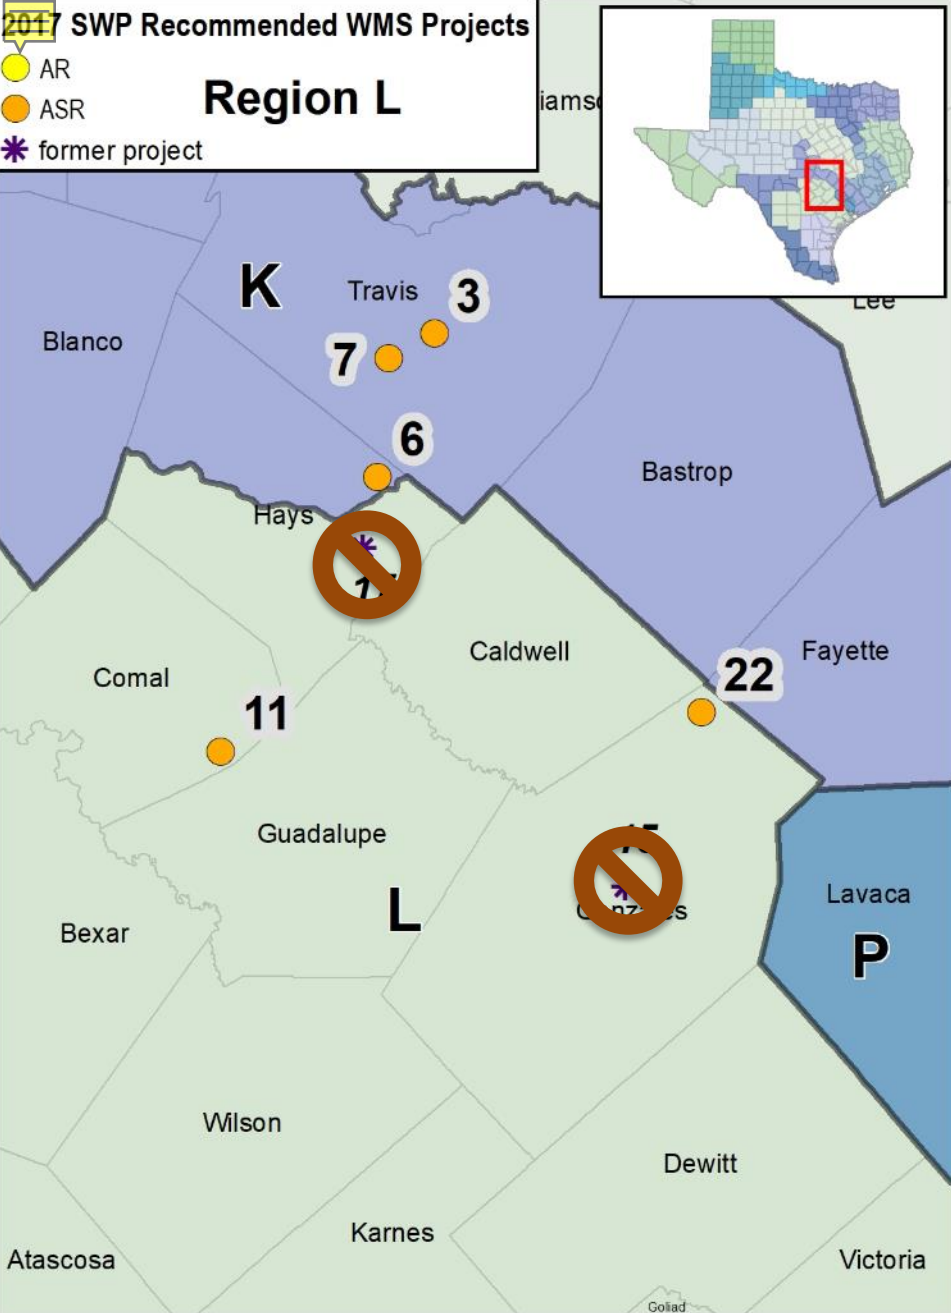 2017 SWP Recommended WMS Projects
AR
ASR
Region L
former project
K
Travis
3
Lee
Blanco
7
6
Bastrop
Hays
Caldwell
Fayette
22
Comal
11
Guadalupe
15
Lavaca
L
Bexar
P
Wilson
Dewitt
Karnes
Atascosa
Victoria
Goliad